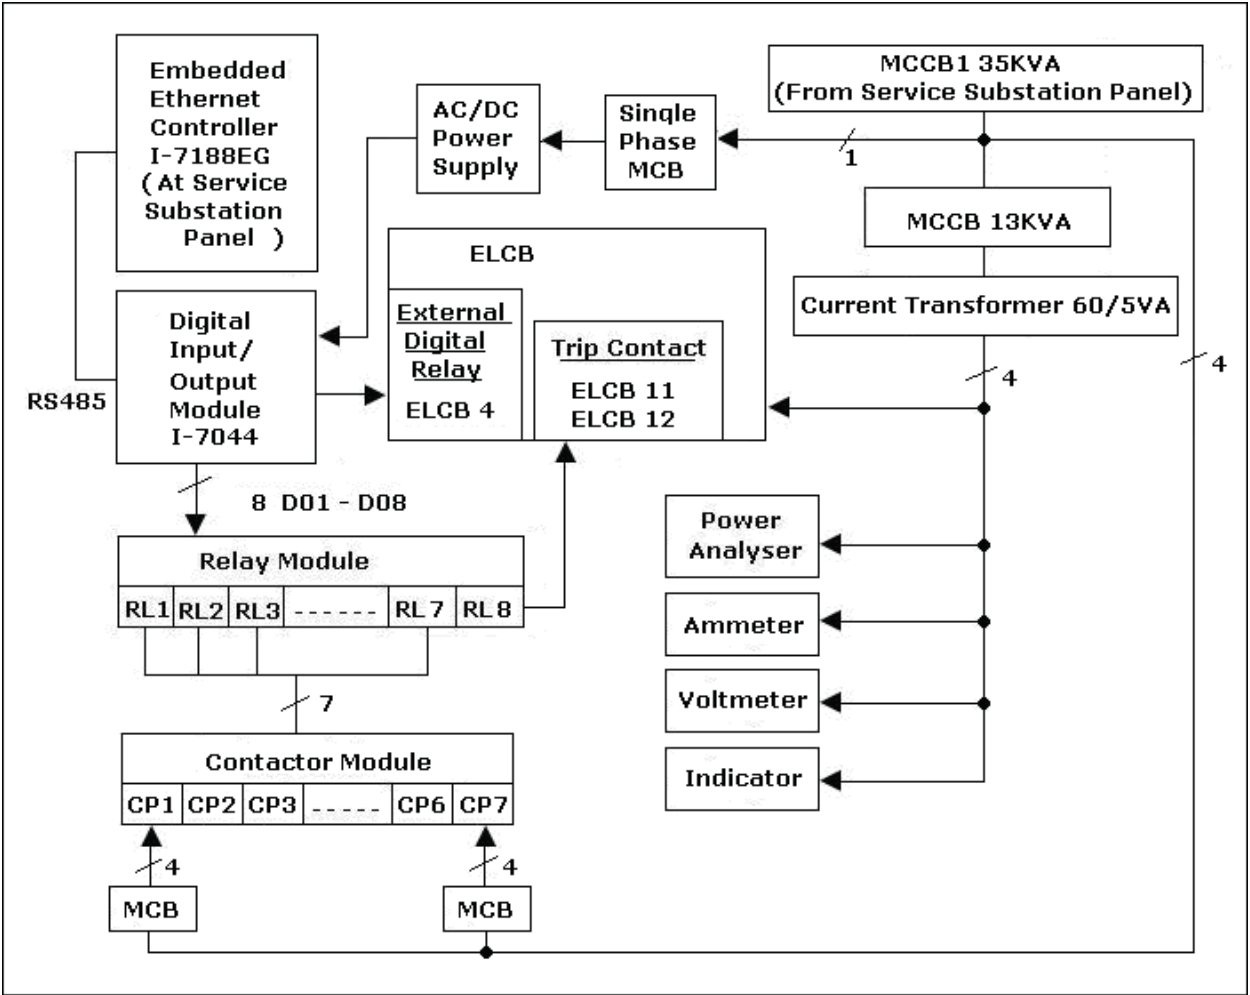 Embedded
Ethernet
Controller
I-7188EG
( At Service
Substation
Panel )
AC/DC
Power
Supply
Single
Phase
MCB
MCCB1 35KVA
(From Service Substation Panel)
1
MCCB 13KVA
Current Transformer 60/5VA
4
4
ELCB
External
Digital
Relay
ELCB 4
Trip Contact
ELCB 11
ELCB 12
Digital
Input/
Output
Module
I-7044
RS485
8 D01 - D08
Relay Module
RL1 RL2 RL3 ------ RL7 RL8
7
Contactor Module
CP1 CP2 CP3 ----- CP6 CP7
4
4
MCB
MCB
Power
Analyser
Ammeter
Voltmeter
Indicator